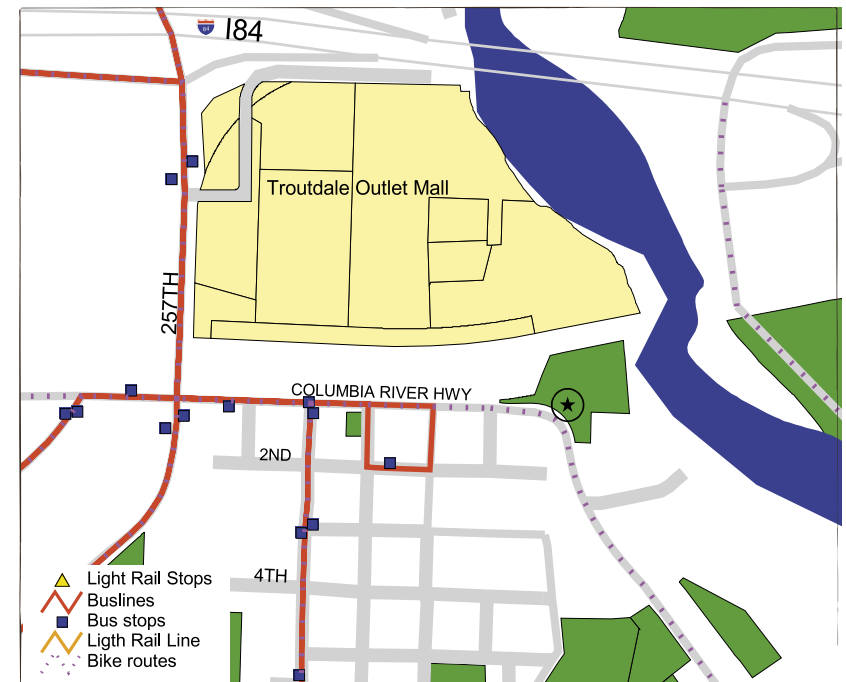 84
I84
Troutdale Outlet Mall
257TH
COLUMBIA RIVER HWY
2ND
4TH
Light Rail Stops
Buslines
Bus stops
Ligth Rail Line
Bike routes